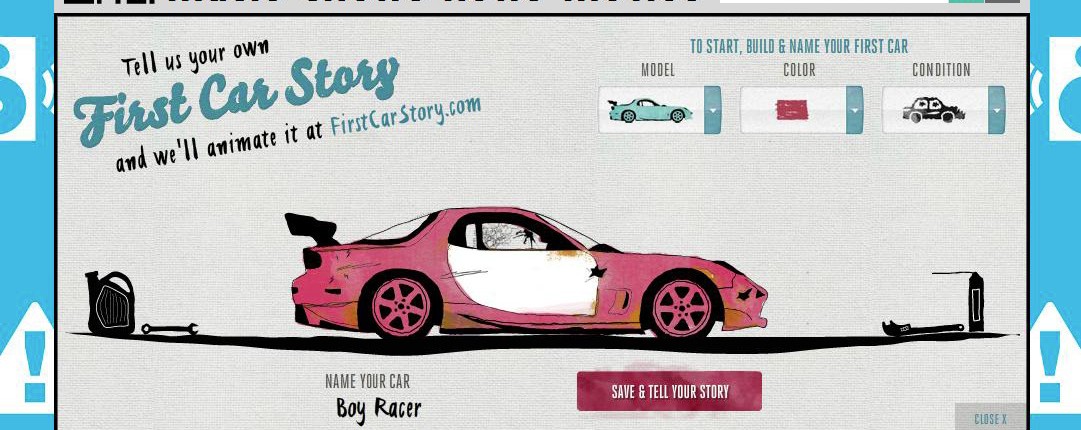 Tell us your own
First Car Story
and we'll animate it at FirstCarStory.com
TO START, BUILD & NAME YOUR FIRST CAR
MODEL COLOR CONDITION
NAME YOUR CAR
Boy Racer
SAVE & TELL YOUR STORY
CLOSE X